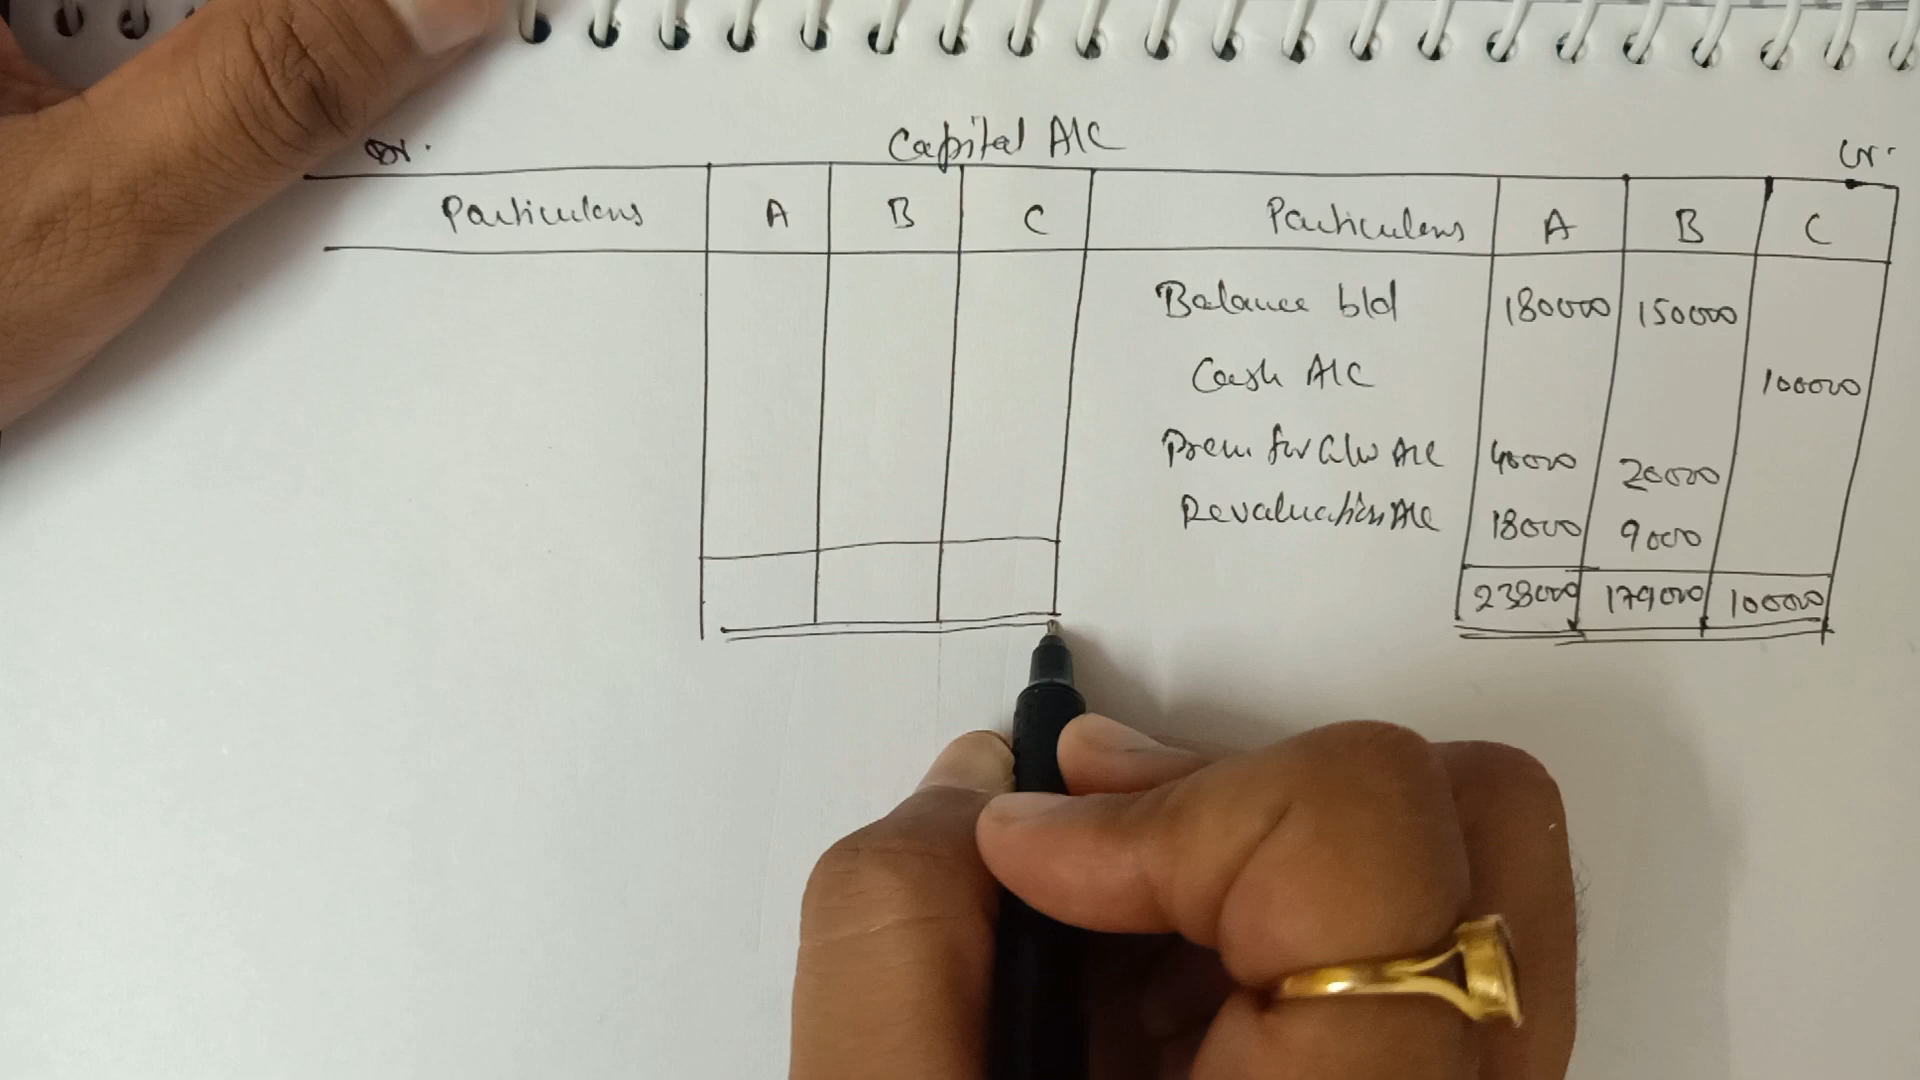 Dr. Capital A/C Cr.
Particulars A B C Particulars A B C
Balance b/d 180000 150000
Cash A/C 100000
Prem for G/w A/c 40000 20000
Revaluation A/c 18000 9000
238000 179000 100000